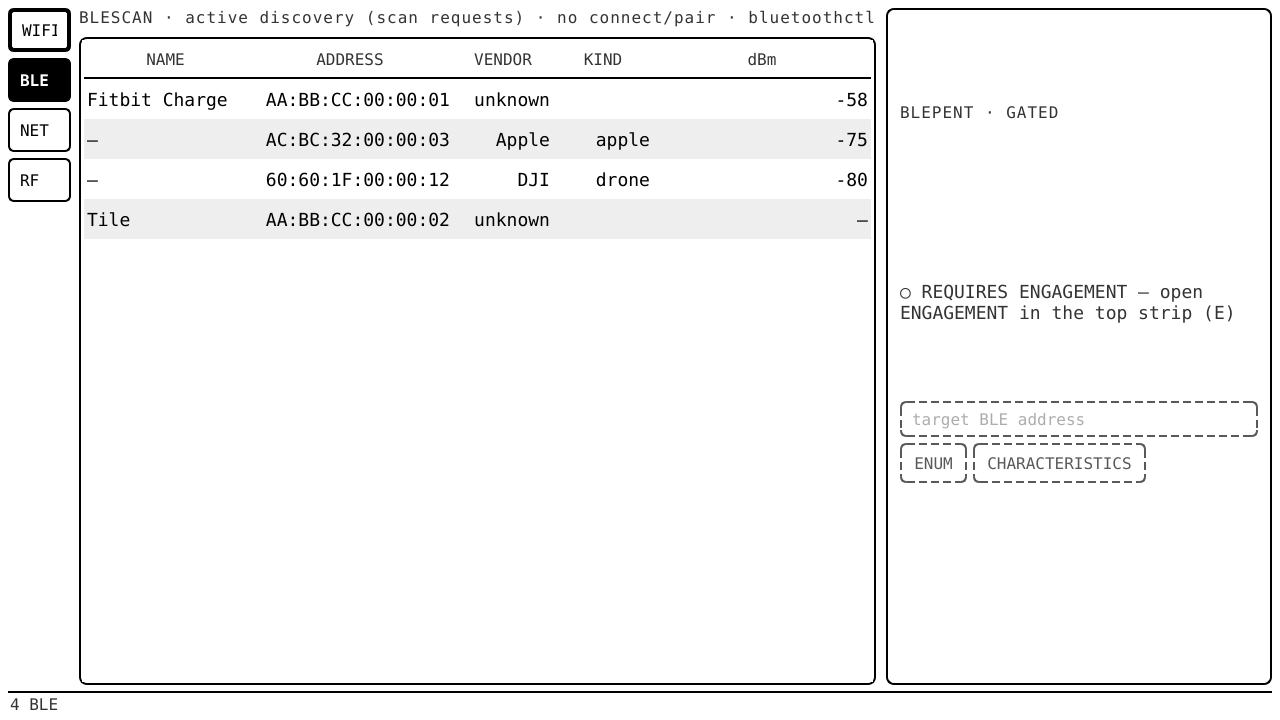 WIFI
BLE
NET
RF
BLESCAN · active discovery (scan requests) · no connect/pair · bluetoothctl
NAME ADDRESS VENDOR KIND dBm
Fitbit Charge AA:BB:CC:00:00:01 unknown -58
— AC:BC:32:00:00:03 Apple apple -75
— 60:60:1F:00:00:12 DJI drone -80
Tile AA:BB:CC:00:00:02 unknown —
BLEPENT · GATED
○ REQUIRES ENGAGEMENT — open
ENGAGEMENT in the top strip (E)
target BLE address
ENUM CHARACTERISTICS
4 BLE